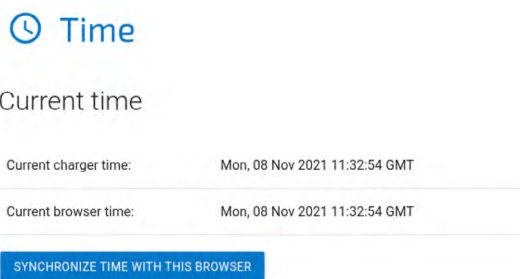 Time
Current time
Current charger time: Mon, 08 Nov 2021 11:32:54 GMT
Current browser time: Mon, 08 Nov 2021 11:32:54 GMT
SYNCHRONIZE TIME WITH THIS BROWSER